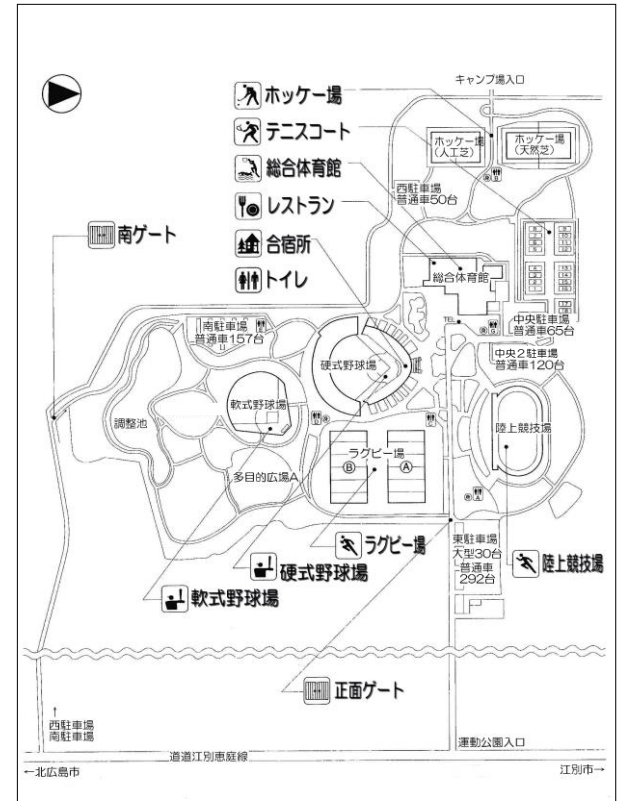 キャンプ場入口
ホッケー場
テニスコート
総合体育館
レストラン
合宿所
トイレ
ホッケー場
(人工芝)
ホッケー場
(天然芝)
西駐車場
普通車50台
南ゲート
総合体育館
TEL
中央駐車場
普通車65台
中央2駐車場
普通車120台
南駐車場
普通車157台
硬式野球場
軟式野球場
調整池
陸上競技場
ラグビー場
B
A
多目的広場A
東駐車場
大型30台
普通車
292台
ラグビー場
陸上競技場
硬式野球場
軟式野球場
正面ゲート
↑
西駐車場
南駐車場
運動公園入口
道道江別恵庭線
←北広島市
江別市→